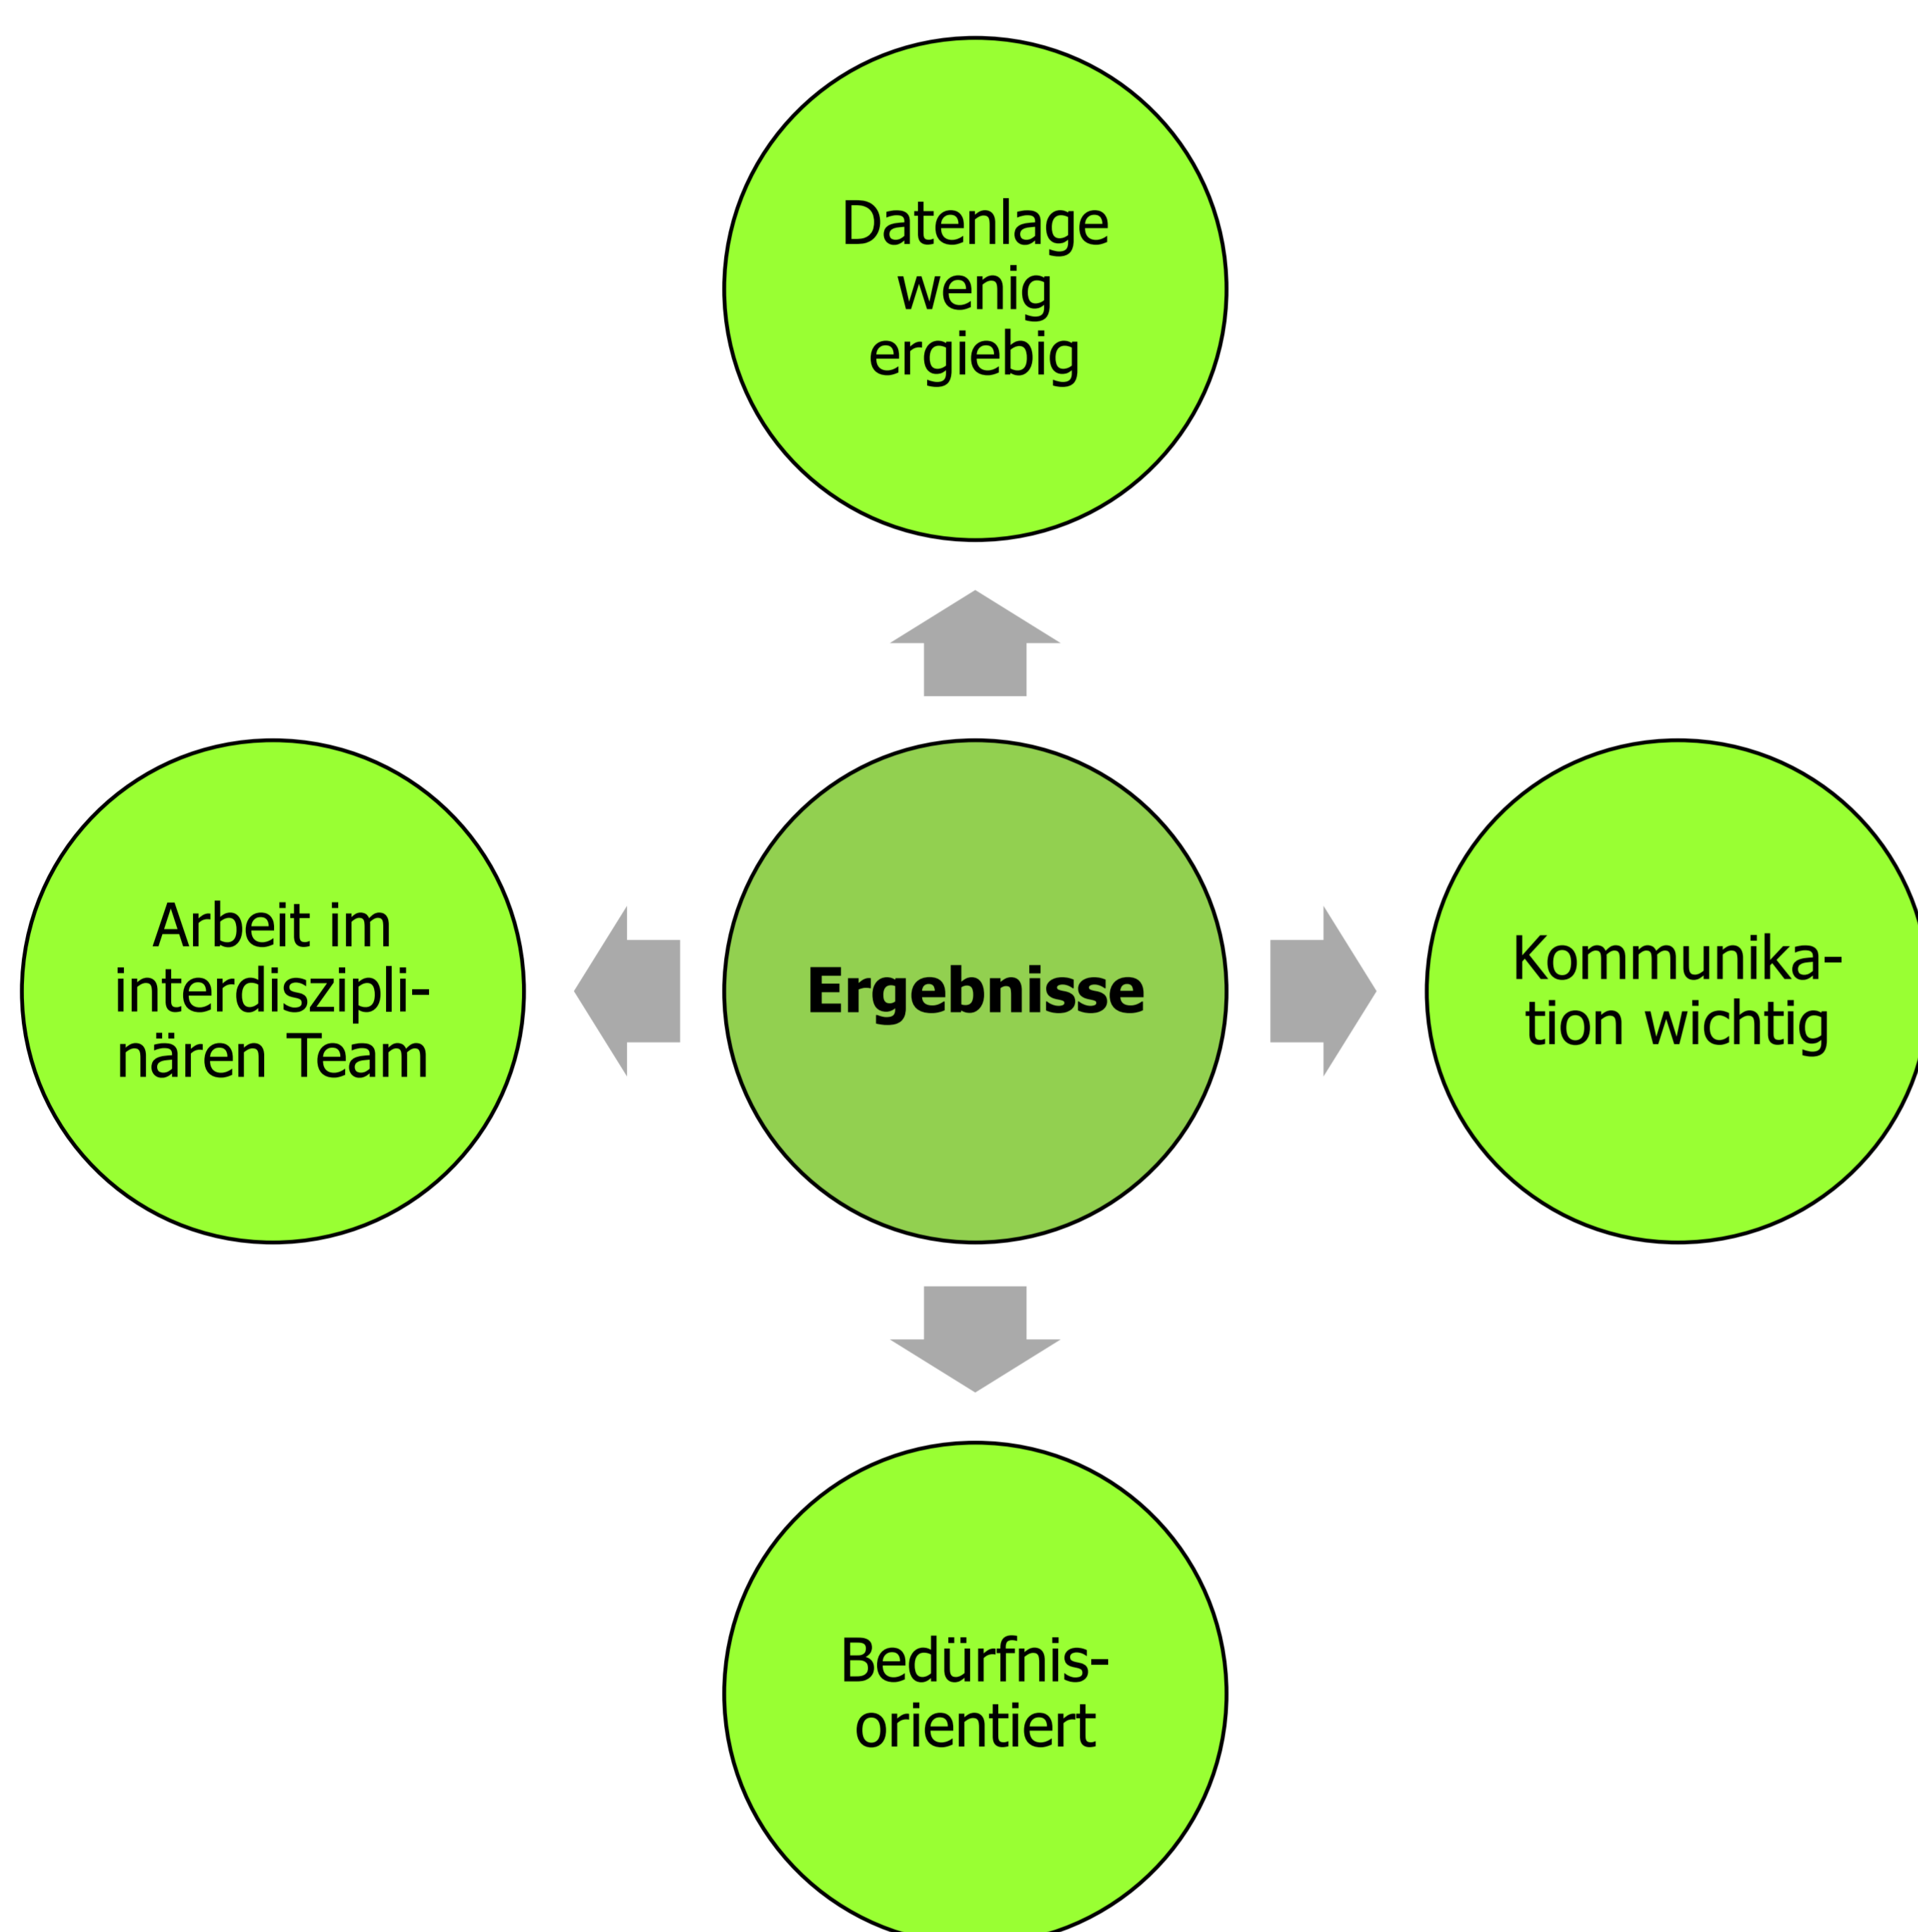 Datenlage
wenig
ergiebig
Arbeit im
interdiszipli-
nären Team
Ergebnisse
Kommunika-
tion wichtig
Bedürfnis-
orientiert